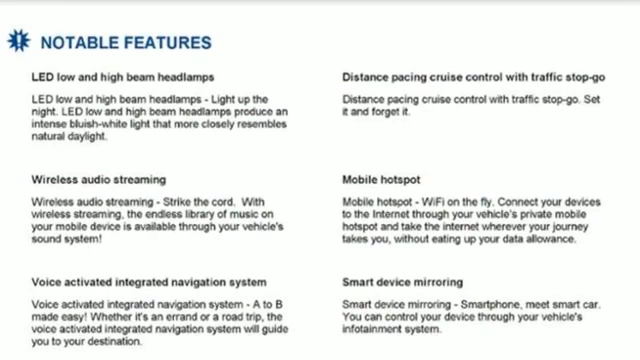 NOTABLE FEATURES
LED low and high beam headlamps
LED low and high beam headlamps - Light up the
night. LED low and high beam headlamps produce an
intense bluish-white light that more closely resembles
natural daylight.
Distance pacing cruise control with traffic stop-go
Distance pacing cruise control with traffic stop-go. Set
it and forget it.
Wireless audio streaming
Wireless audio streaming - Strike the cord. With
wireless streaming, the endless library of music on
your mobile device is available through your vehicle's
sound system!
Mobile hotspot
Mobile hotspot - WiFi on the fly. Connect your devices
to the Internet through your vehicle's private mobile
hotspot and take the internet wherever your journey
takes you, without eating up your data allowance.
Voice activated integrated navigation system
Voice activated integrated navigation system - A to B
made easy! Whether it's an errand or a road trip, the
voice activated integrated navigation system will guide
you to your destination.
Smart device mirroring
Smart device mirroring - Smartphone, meet smart car.
You can control your device through your vehicle's
infotainment system.